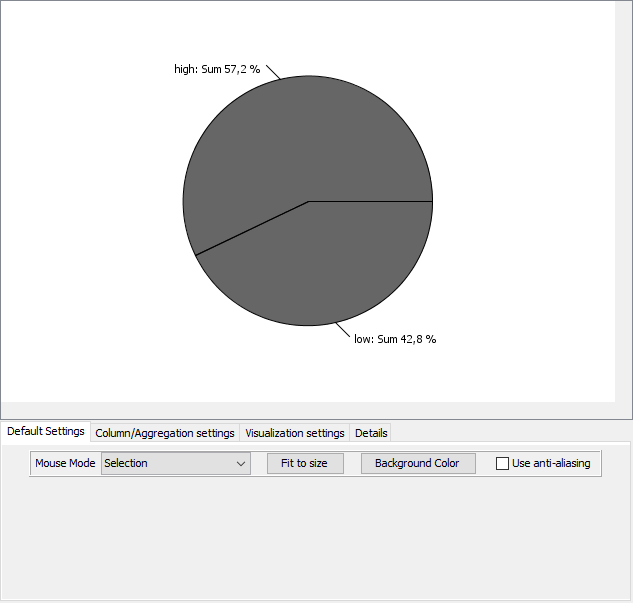 high: Sum 57,2 %
low: Sum 42,8 %
Default Settings Column/Aggregation settings Visualization settings Details
Mouse Mode Selection Fit to size Background Color Use anti-aliasing